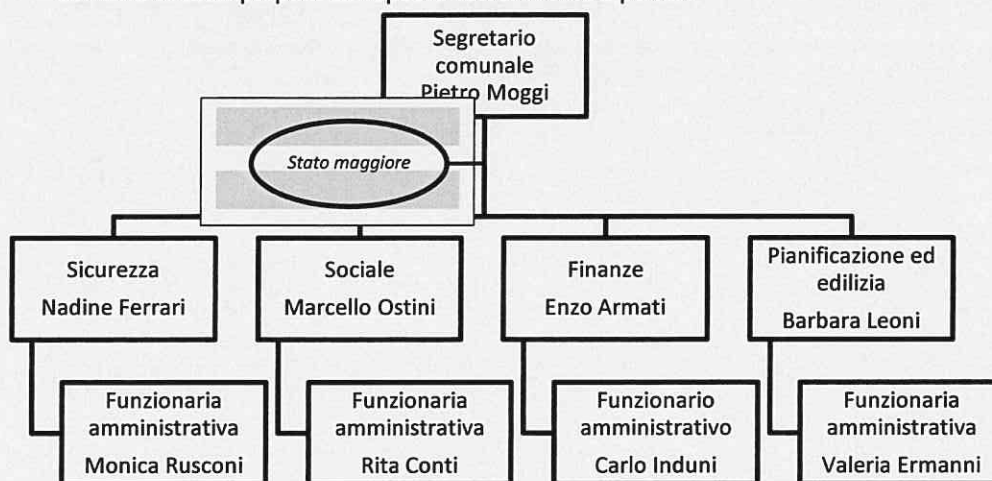 Segretario
comunale
Pietro Moggi
Stato maggiore
Sicurezza
Nadine Ferrari
Sociale
Marcello Ostini
Finanze
Enzo Armati
Pianificazione ed
edilizia
Barbara Leoni
Funzionaria
amministrativa
Monica Rusconi
Funzionaria
amministrativa
Rita Conti
Funzionario
amministrativo
Carlo Induni
Funzionaria
amministrativa
Valeria Ermanni